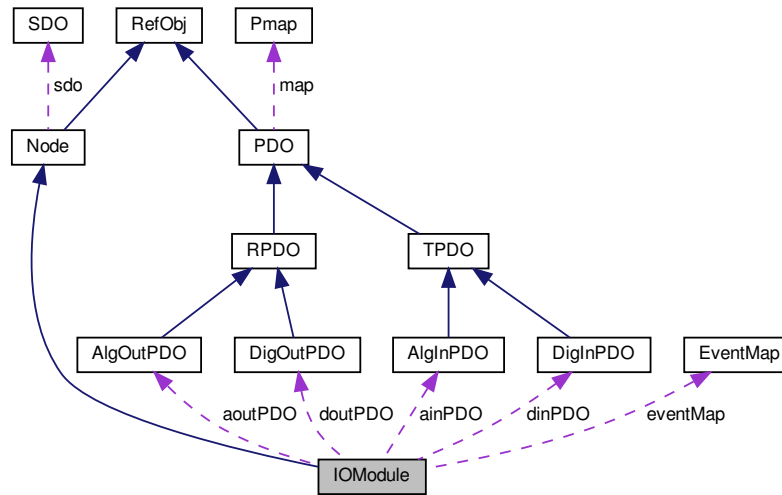 SDO
RefObj
Pmap
sdo
map
Node
PDO
RPDO
TPDO
AlgOutPDO
DigOutPDO
AlgInPDO
DigInPDO
EventMap
aoutPDO
doutPDO
ainPDO
dinPDO
eventMap
IOModule